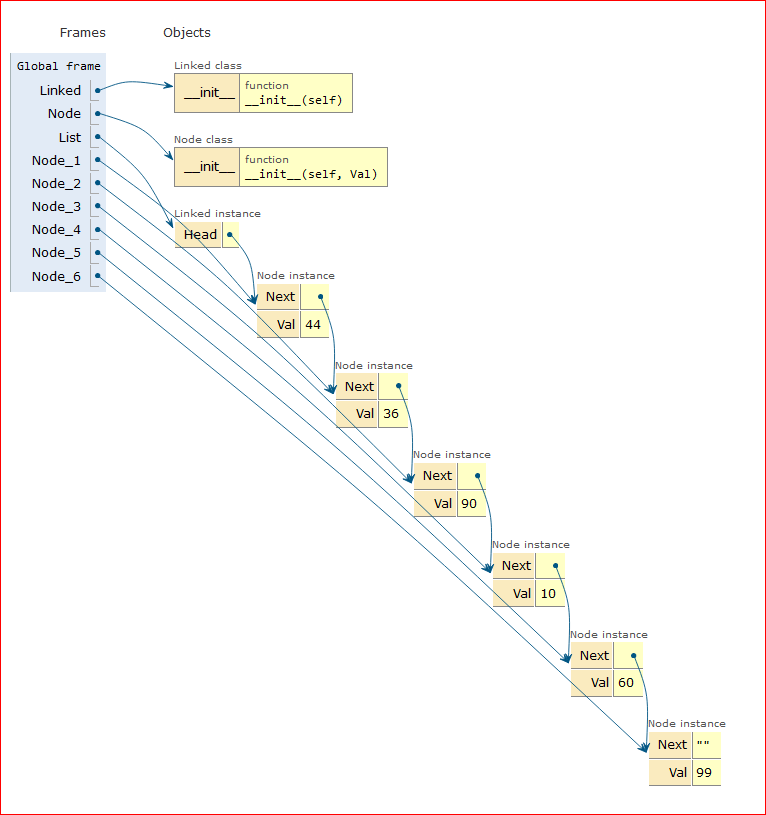 Frames Objects
Global frame
Linked
Node
List
Node_1
Node_2
Node_3
Node_4
Node_5
Node_6
Linked class
__init__ function
__init__(self)
Node class
__init__ function
__init__(self, Val)
Linked instance
Head
Node instance
Next
Val 44
Node instance
Next
Val 36
Node instance
Next
Val 90
Node instance
Next
Val 10
Node instance
Next
Val 60
Node instance
Next ""
Val 99